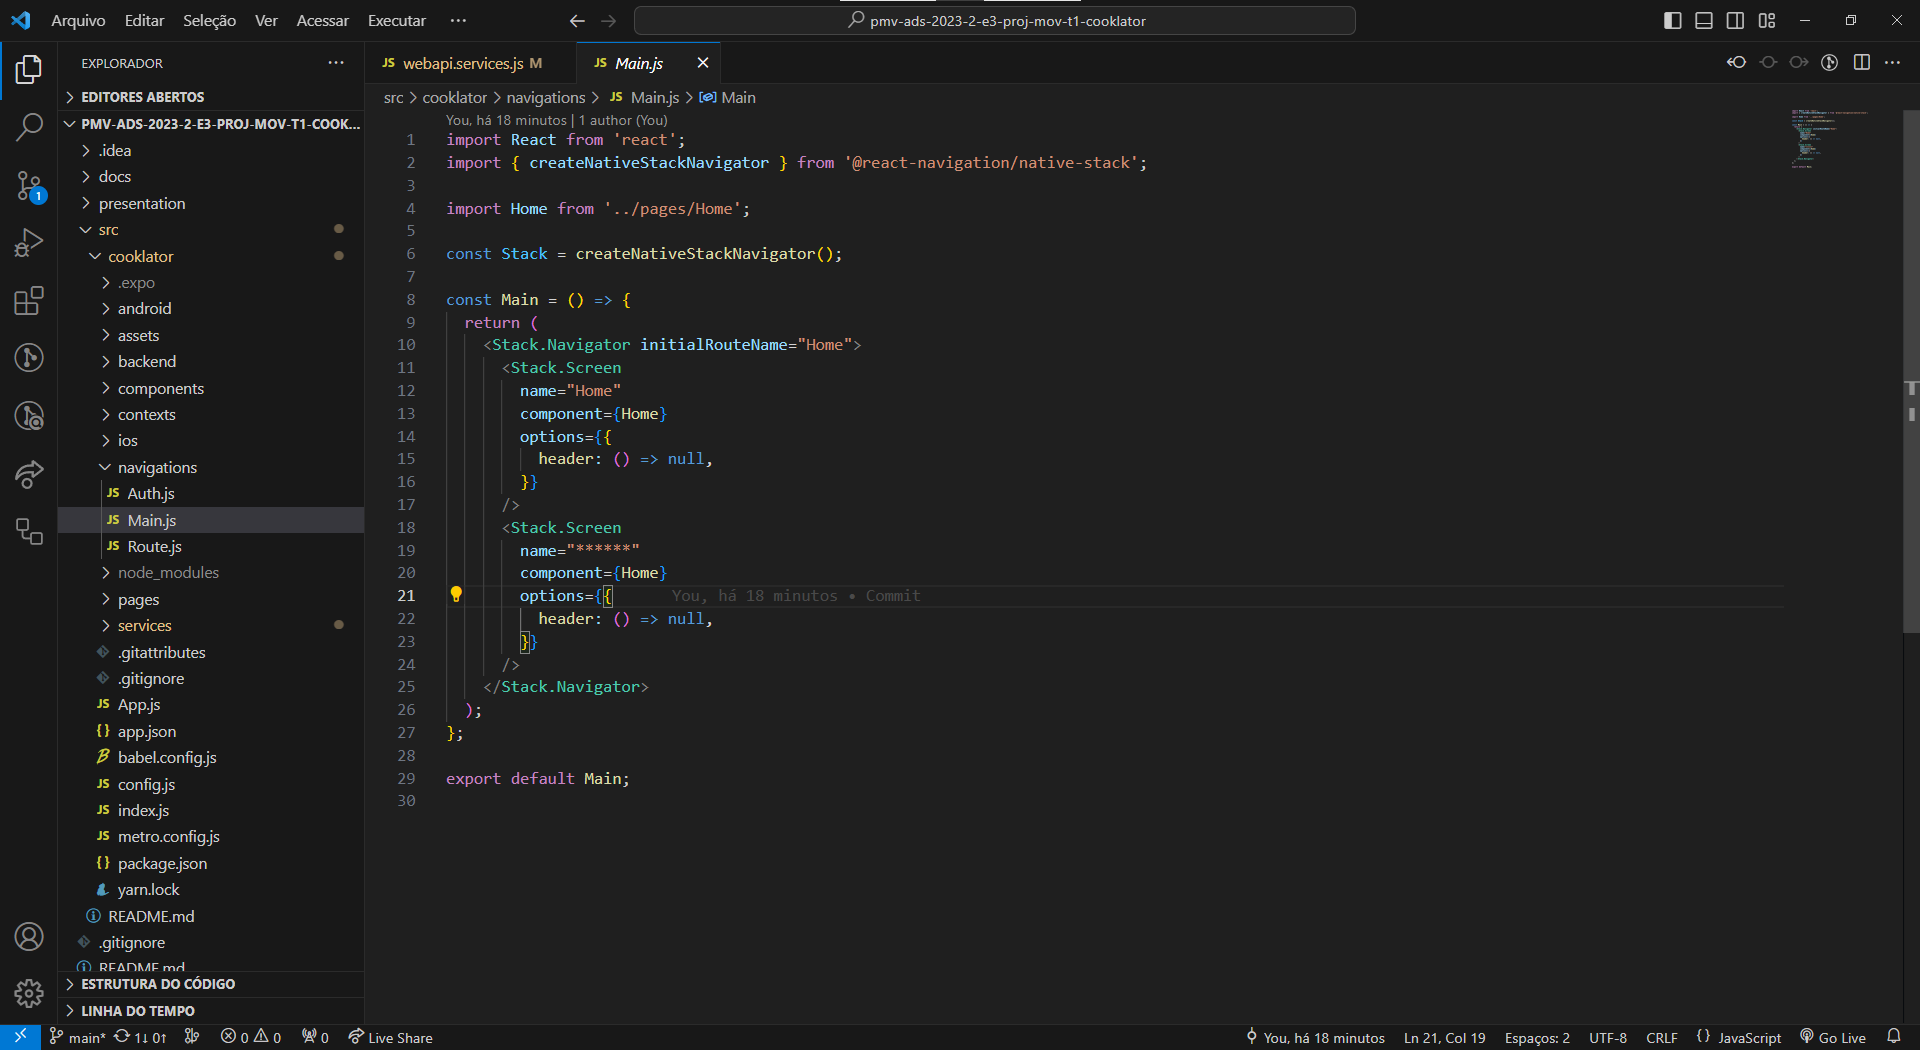 Arquivo Editar Seleção Ver Acessar Executar ··· pmv-ads-2023-2-e3-proj-mov-t1-cooklator
EXPLORADOR ···
EDITORES ABERTOS
PMV-ADS-2023-2-E3-PROJ-MOV-T1-COOK...
.idea
docs
presentation
src
cooklator
.expo
android
assets
backend
components
contexts
ios
navigations
JS Auth.js
JS Main.js
JS Route.js
node_modules
pages
services
.gitattributes
.gitignore
JS App.js
{} app.json
babel.config.js
JS config.js
JS index.js
JS metro.config.js
{} package.json
yarn.lock
README.md
.gitignore
README.md
ESTRUTURA DO CÓDIGO
LINHA DO TEMPO
1
JS webapi.services.js M JS Main.js
src > cooklator > navigations > JS Main.js > Main
You, há 18 minutos | 1 author (You)
1 import React from 'react';
2 import { createNativeStackNavigator } from '@react-navigation/native-stack';
3
4 import Home from '../pages/Home';
5
6 const Stack = createNativeStackNavigator();
7
8 const Main = () => {
9 return (
10 <Stack.Navigator initialRouteName="Home">
11 <Stack.Screen
12 name="Home"
13 component={Home}
14 options={{
15 header: () => null,
16 }}
17 />
18 <Stack.Screen
19 name="******"
20 component={Home}
21 options={{ You, há 18 minutos • Commit
22 header: () => null,
23 }}
24 />
25 </Stack.Navigator>
26 );
27 };
28
29 export default Main;
30
main* 1↓ 0↑ 0 0 0 Live Share You, há 18 minutos Ln 21, Col 19 Espaços: 2 UTF-8 CRLF {} JavaScript Go Live